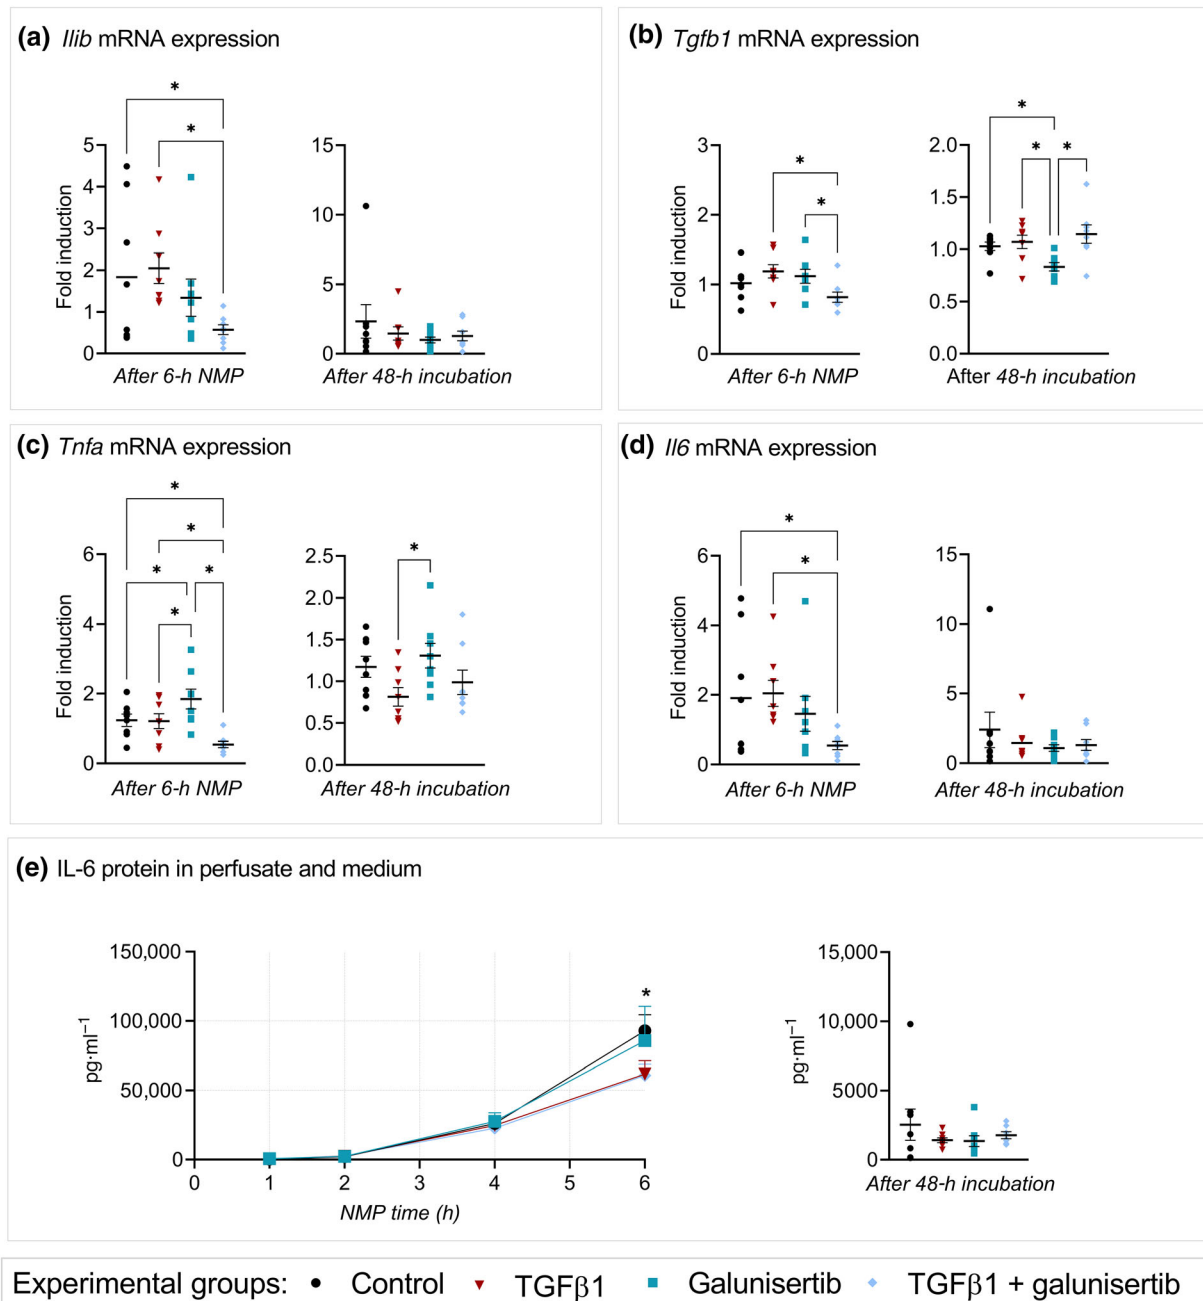 (a) Ilib mRNA expression
*
*
Fold induction
5
4
3
2
1
0
After 6-h NMP
15
10
5
0
After 48-h incubation
(b) Tgfb1 mRNA expression
*
*
Fold induction
3
2
1
0
After 6-h NMP
*
*
*
2.0
1.5
1.0
0.5
0.0
After 48-h incubation
(c) Tnfa mRNA expression
*
*
*
*
*
Fold induction
6
4
2
0
After 6-h NMP
*
2.5
2.0
1.5
1.0
0.5
0.0
After 48-h incubation
(d) Il6 mRNA expression
*
*
Fold induction
6
4
2
0
After 6-h NMP
15
10
5
0
After 48-h incubation
(e) IL-6 protein in perfusate and medium
pg·ml−1
150,000
100,000
50,000
0
*
0 1 2 3 4 5 6
NMP time (h)
pg·ml−1
15,000
10,000
5000
0
After 48-h incubation
Experimental groups: Control TGFβ1 Galunisertib TGFβ1 + galunisertib